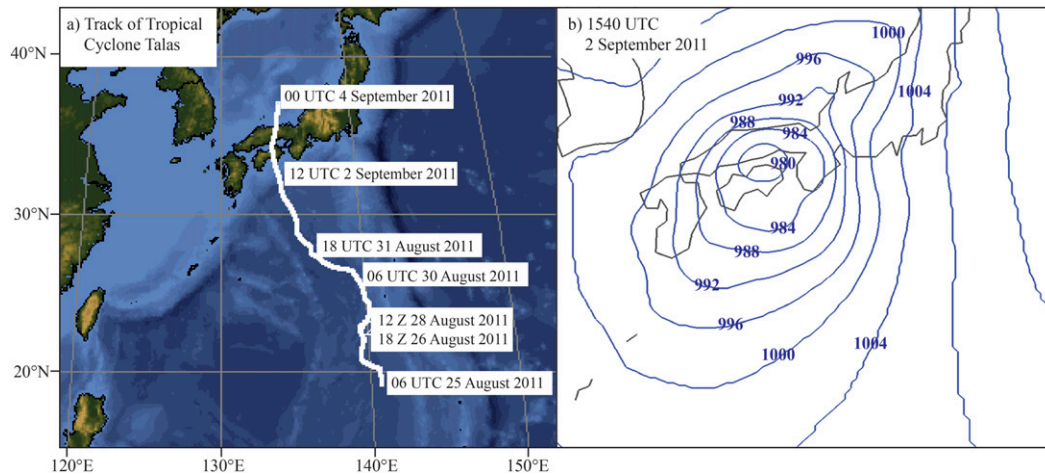 a) Track of Tropical
Cyclone Talas
40°N
00 UTC 4 September 2011
12 UTC 2 September 2011
30°N
18 UTC 31 August 2011
06 UTC 30 August 2011
12 Z 28 August 2011
18 Z 26 August 2011
20°N
06 UTC 25 August 2011
120°E
130°E
140°E
150°E
b) 1540 UTC
2 September 2011
1000
996
1004
992
988
984
980
984
988
992
996
1004
1000